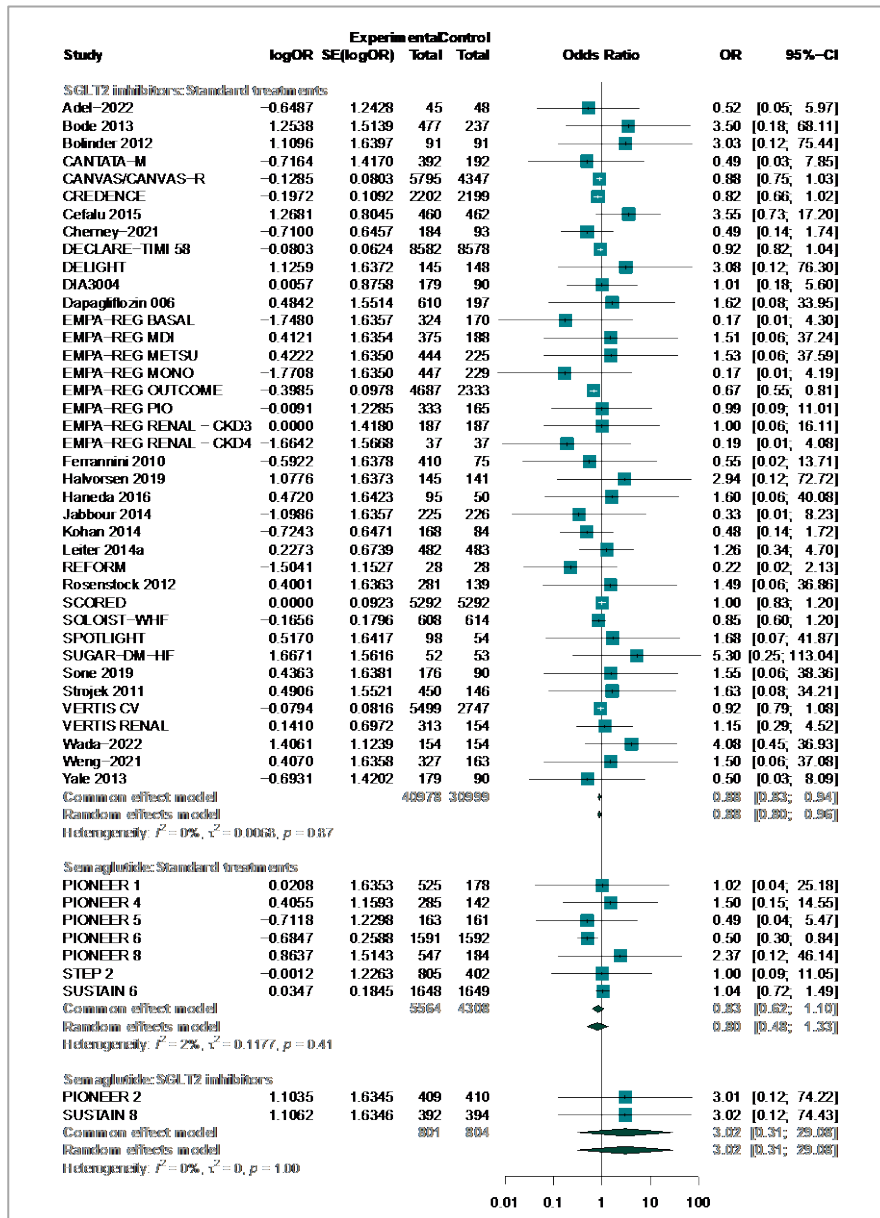 Experimental Control
Study logOR SE(logOR) Total Total Odds Ratio OR 95%-CI
SGLT2 inhibitors: Standard treatments
Adel-2022 -0.6487 1.2428 45 48 0.52 [0.05; 5.97]
Bode 2013 1.2538 1.5139 477 237 3.50 [0.18; 68.11]
Bolinder 2012 1.1096 1.6397 91 91 3.03 [0.12; 75.44]
CANTATA-M -0.7164 1.4170 392 192 0.49 [0.03; 7.85]
CANVAS/CANVAS-R -0.1285 0.0803 5795 4347 0.88 [0.75; 1.03]
CREDENCE -0.1972 0.1092 2202 2199 0.82 [0.66; 1.02]
Cefalu 2015 1.2681 0.8045 460 462 3.55 [0.73; 17.20]
Cherney-2021 -0.7100 0.6457 184 93 0.49 [0.14; 1.74]
DECLARE-TIMI 58 -0.0803 0.0624 8582 8578 0.92 [0.82; 1.04]
DELIGHT 1.1259 1.6372 145 148 3.08 [0.12; 76.30]
DIA3004 0.0057 0.8758 179 90 1.01 [0.18; 5.60]
Dapagliflozin 006 0.4842 1.5514 610 197 1.62 [0.08; 33.95]
EMPA-REG BASAL -1.7480 1.6357 324 170 0.17 [0.01; 4.30]
EMPA-REG MDI 0.4121 1.6354 375 188 1.51 [0.06; 37.24]
EMPA-REG METSU 0.4222 1.6350 444 225 1.53 [0.06; 37.59]
EMPA-REG MONO -1.7708 1.6350 447 229 0.17 [0.01; 4.19]
EMPA-REG OUTCOME -0.3985 0.0978 4687 2333 0.67 [0.55; 0.81]
EMPA-REG PIO -0.0091 1.2285 333 165 0.99 [0.09; 11.01]
EMPA-REG RENAL - CKD3 0.0000 1.4180 187 187 1.00 [0.06; 16.11]
EMPA-REG RENAL - CKD4 -1.6642 1.5668 37 37 0.19 [0.01; 4.08]
Ferrannini 2010 -0.5922 1.6378 410 75 0.55 [0.02; 13.71]
Halvorsen 2019 1.0776 1.6373 145 141 2.94 [0.12; 72.72]
Haneda 2016 0.4720 1.6423 95 50 1.60 [0.06; 40.08]
Jabbour 2014 -1.0986 1.6357 225 226 0.33 [0.01; 8.23]
Kohan 2014 -0.7243 0.6471 168 84 0.48 [0.14; 1.72]
Leiter 2014a 0.2273 0.6739 482 483 1.26 [0.34; 4.70]
REFORM -1.5041 1.1527 28 28 0.22 [0.02; 2.13]
Rosenstock 2012 0.4001 1.6363 281 139 1.49 [0.06; 36.86]
SCORED 0.0000 0.0923 5292 5292 1.00 [0.83; 1.20]
SOLOIST-WHF -0.1656 0.1796 608 614 0.85 [0.60; 1.20]
SPOTLIGHT 0.5170 1.6417 98 54 1.68 [0.07; 41.87]
SUGAR-DM-HF 1.6671 1.5616 52 53 5.30 [0.25; 113.04]
Sone 2019 0.4363 1.6381 176 90 1.55 [0.06; 38.36]
Strojek 2011 0.4906 1.5521 450 146 1.63 [0.08; 34.21]
VERTIS CV -0.0794 0.0816 5499 2747 0.92 [0.79; 1.08]
VERTIS RENAL 0.1410 0.6972 313 154 1.15 [0.29; 4.52]
Wada-2022 1.4061 1.1239 154 154 4.08 [0.45; 36.93]
Weng-2021 0.4070 1.6358 327 163 1.50 [0.06; 37.08]
Yale 2013 -0.6931 1.4202 179 90 0.50 [0.03; 8.09]
Common effect model 40978 30999 0.88 [0.83; 0.94]
Random effects model 0.88 [0.80; 0.96]
Heterogeneity: I² = 0%, τ² = 0.0068, p = 0.87
Semaglutide: Standard treatments
PIONEER 1 0.0208 1.6353 525 178 1.02 [0.04; 25.18]
PIONEER 4 0.4055 1.1593 285 142 1.50 [0.15; 14.55]
PIONEER 5 -0.7118 1.2298 163 161 0.49 [0.04; 5.47]
PIONEER 6 -0.6847 0.2588 1591 1592 0.50 [0.30; 0.84]
PIONEER 8 0.8637 1.5143 547 184 2.37 [0.12; 46.14]
STEP 2 -0.0012 1.2263 805 402 1.00 [0.09; 11.05]
SUSTAIN 6 0.0347 0.1845 1648 1649 1.04 [0.72; 1.49]
Common effect model 5564 4308 0.83 [0.62; 1.10]
Random effects model 0.80 [0.48; 1.33]
Heterogeneity: I² = 2%, τ² = 0.1177, p = 0.41
Semaglutide: SGLT2 inhibitors
PIONEER 2 1.1035 1.6345 409 410 3.01 [0.12; 74.22]
SUSTAIN 8 1.1062 1.6346 392 394 3.02 [0.12; 74.43]
Common effect model 801 804 3.02 [0.31; 29.08]
Random effects model 3.02 [0.31; 29.08]
Heterogeneity: I² = 0%, τ² = 0, p = 1.00
0.01 0.1 1 10 100